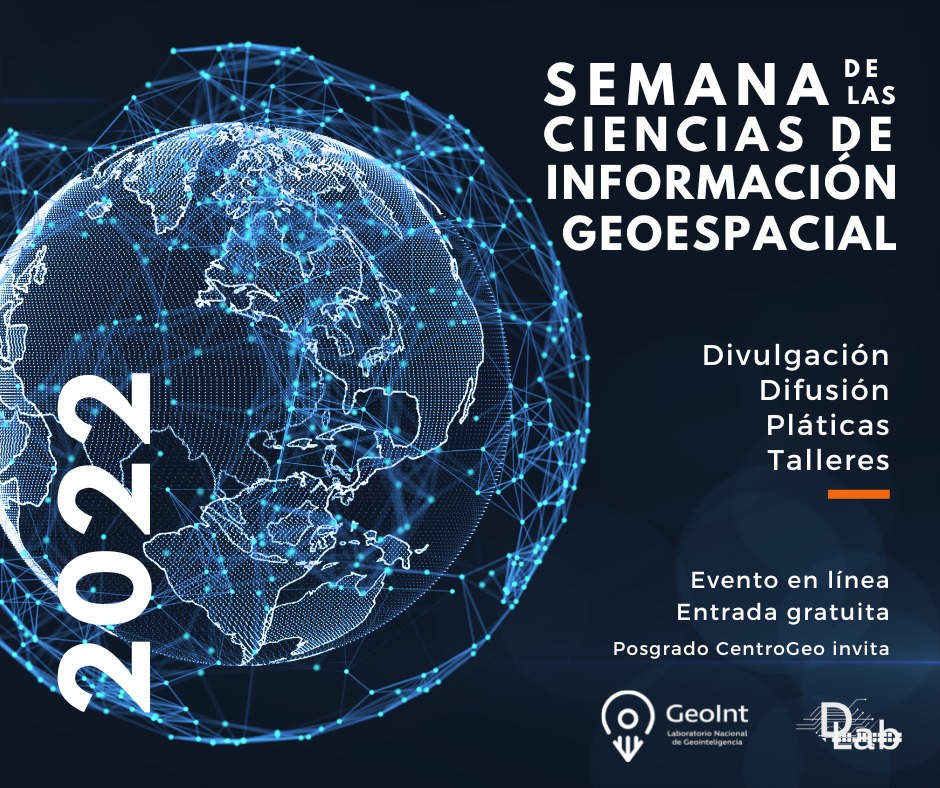 SEMANA DE LAS
CIENCIAS DE
INFORMACIÓN
GEOESPACIAL
Divulgación
Difusión
Pláticas
Talleres
2022
Evento en línea
Entrada gratuita
Posgrado CentroGeo invita
GeoInt
Laboratorio Nacional
de Geointeligencia
DLab